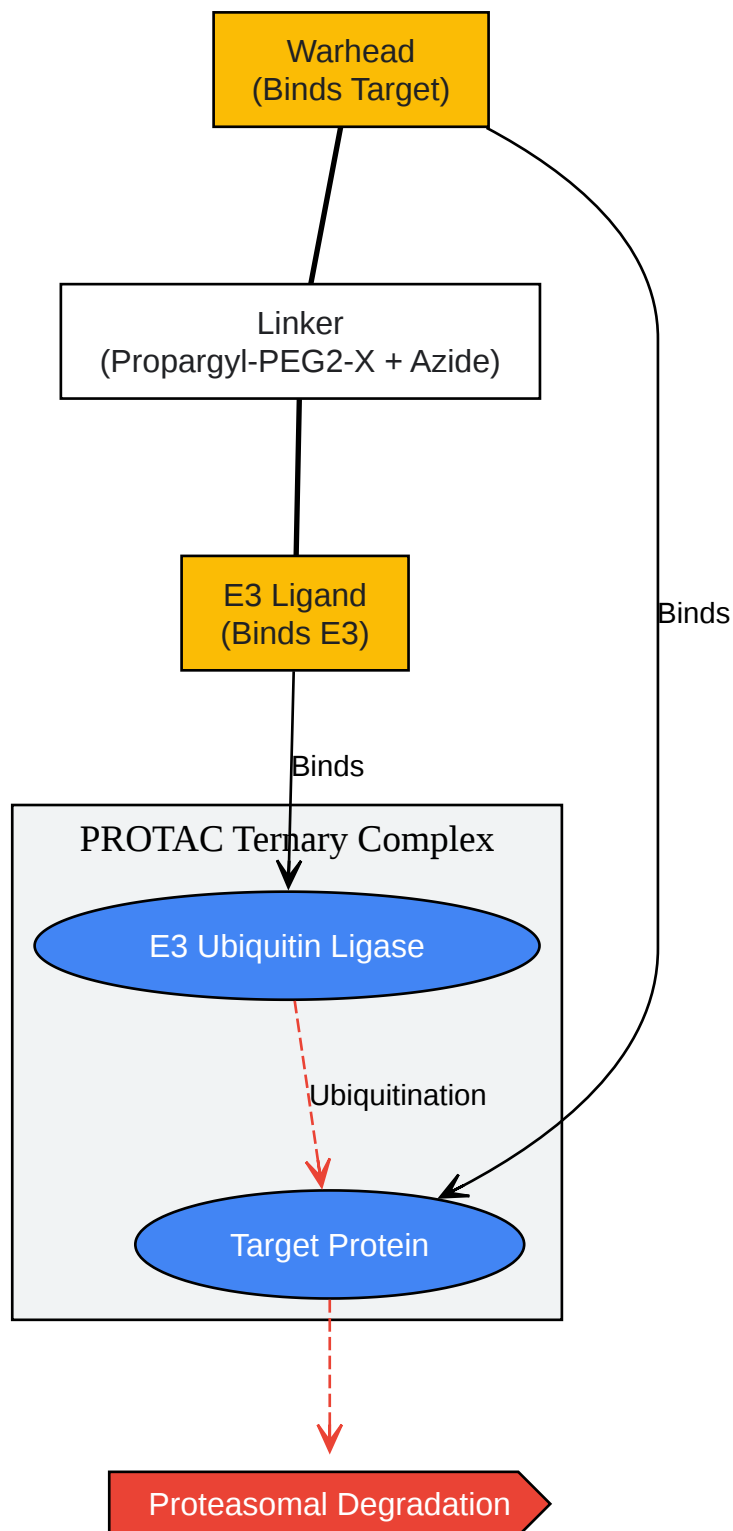 Warhead
(Binds Target)
Linker
(Propargyl-PEG2-X + Azide)
E3 Ligand
(Binds E3)
Binds
Binds
PROTAC Ternary Complex
E3 Ubiquitin Ligase
Ubiquitination
Target Protein
Proteasomal Degradation